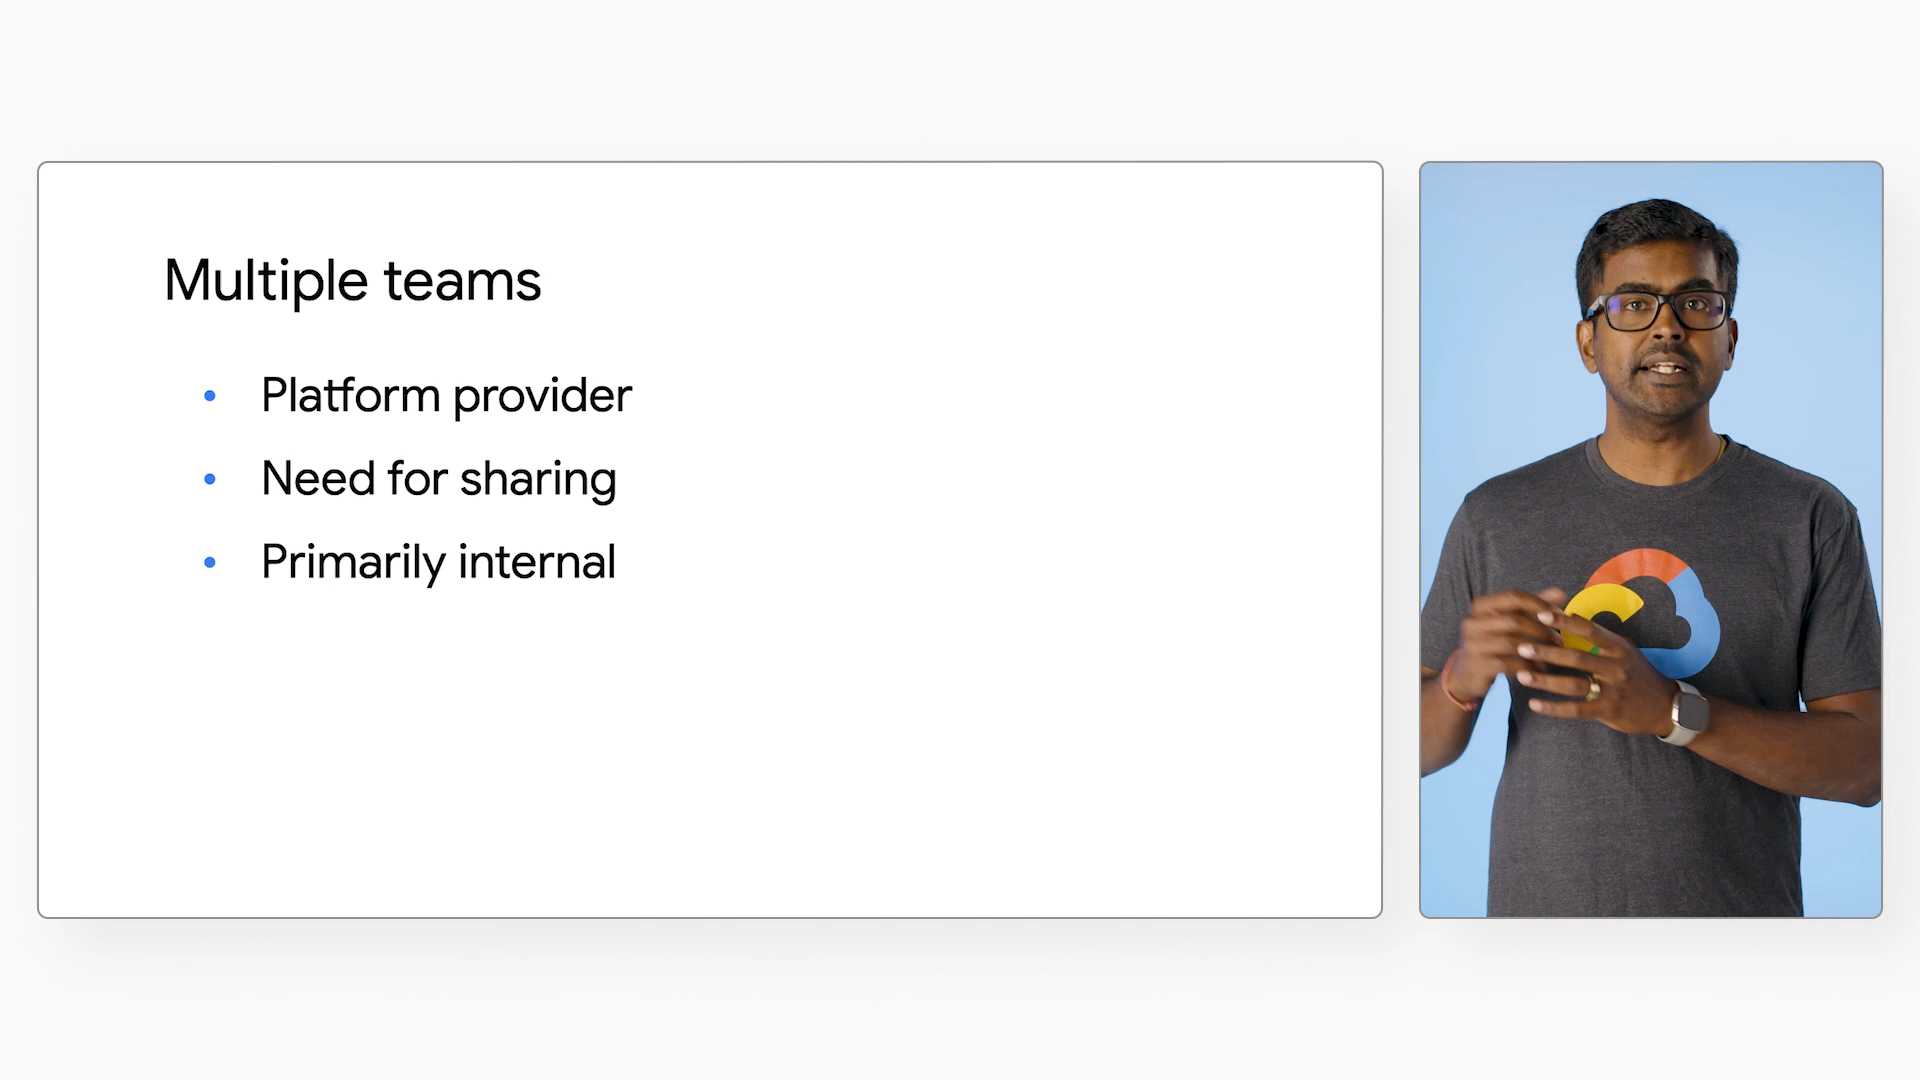 Multiple teams
• Platform provider
• Need for sharing
• Primarily internal